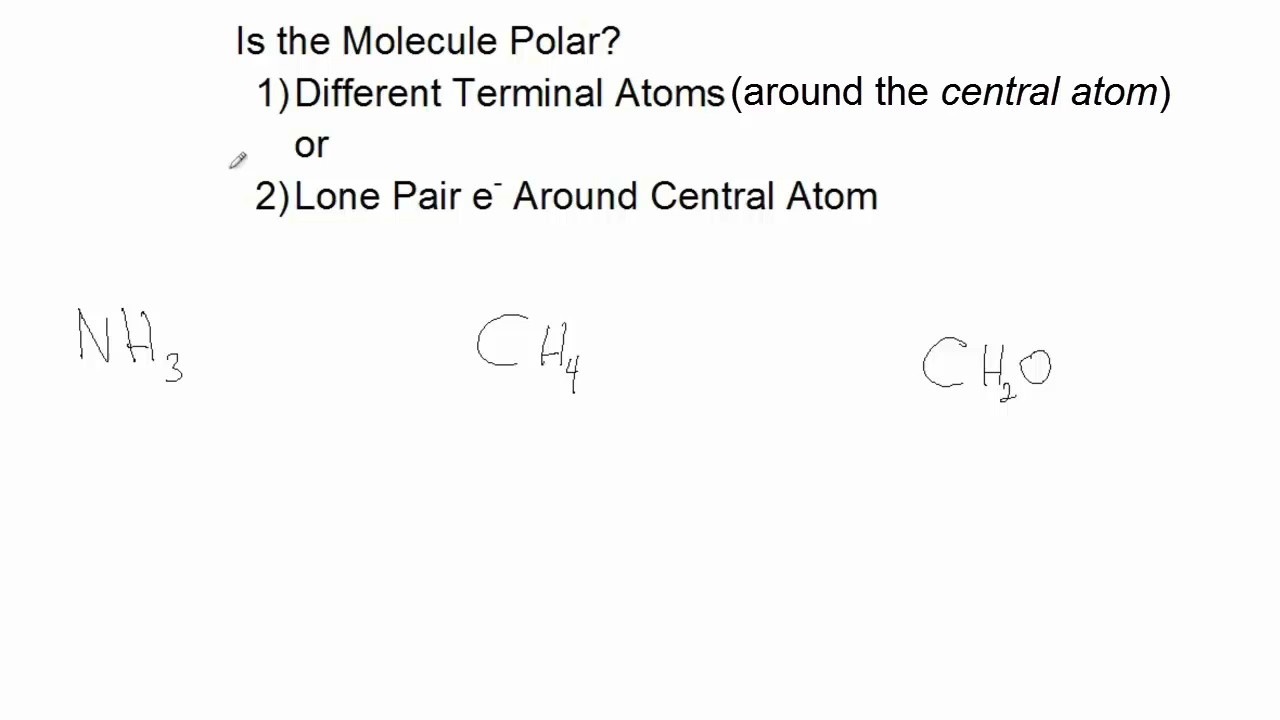 Is the Molecule Polar?
1) Different Terminal Atoms (around the central atom)
or
2) Lone Pair e⁻ Around Central Atom
NH₃ CH₄ CH₂O